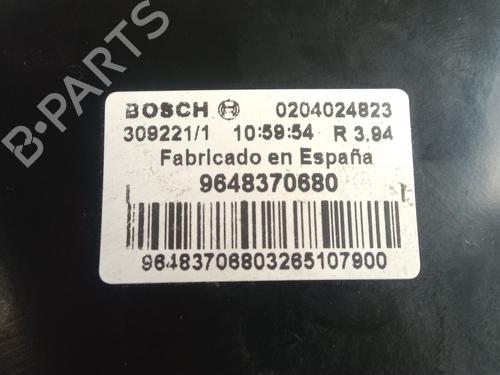 B-PARTS
BOSCH 0204024823
309221/1 10:59:54 R 3,94
Fabricado en España
9648370680
96483706803265107900